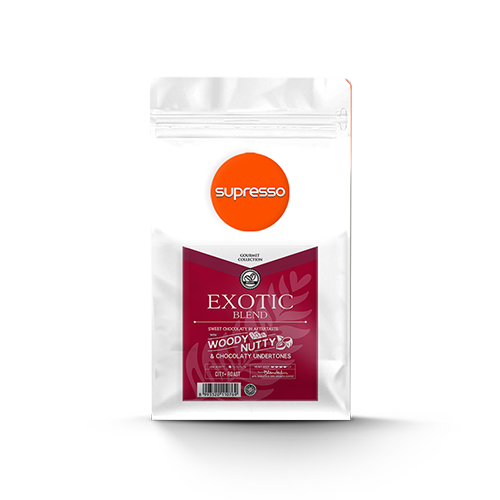 supresso
GOURMET
COLLECTION
EXOTIC
BLEND
SWEET CHOCOLATY IN AFTERTASTE
WITH
WOODY
NUTTY
& CHOCOLATY UNDERTONES
CITY+ ROAST